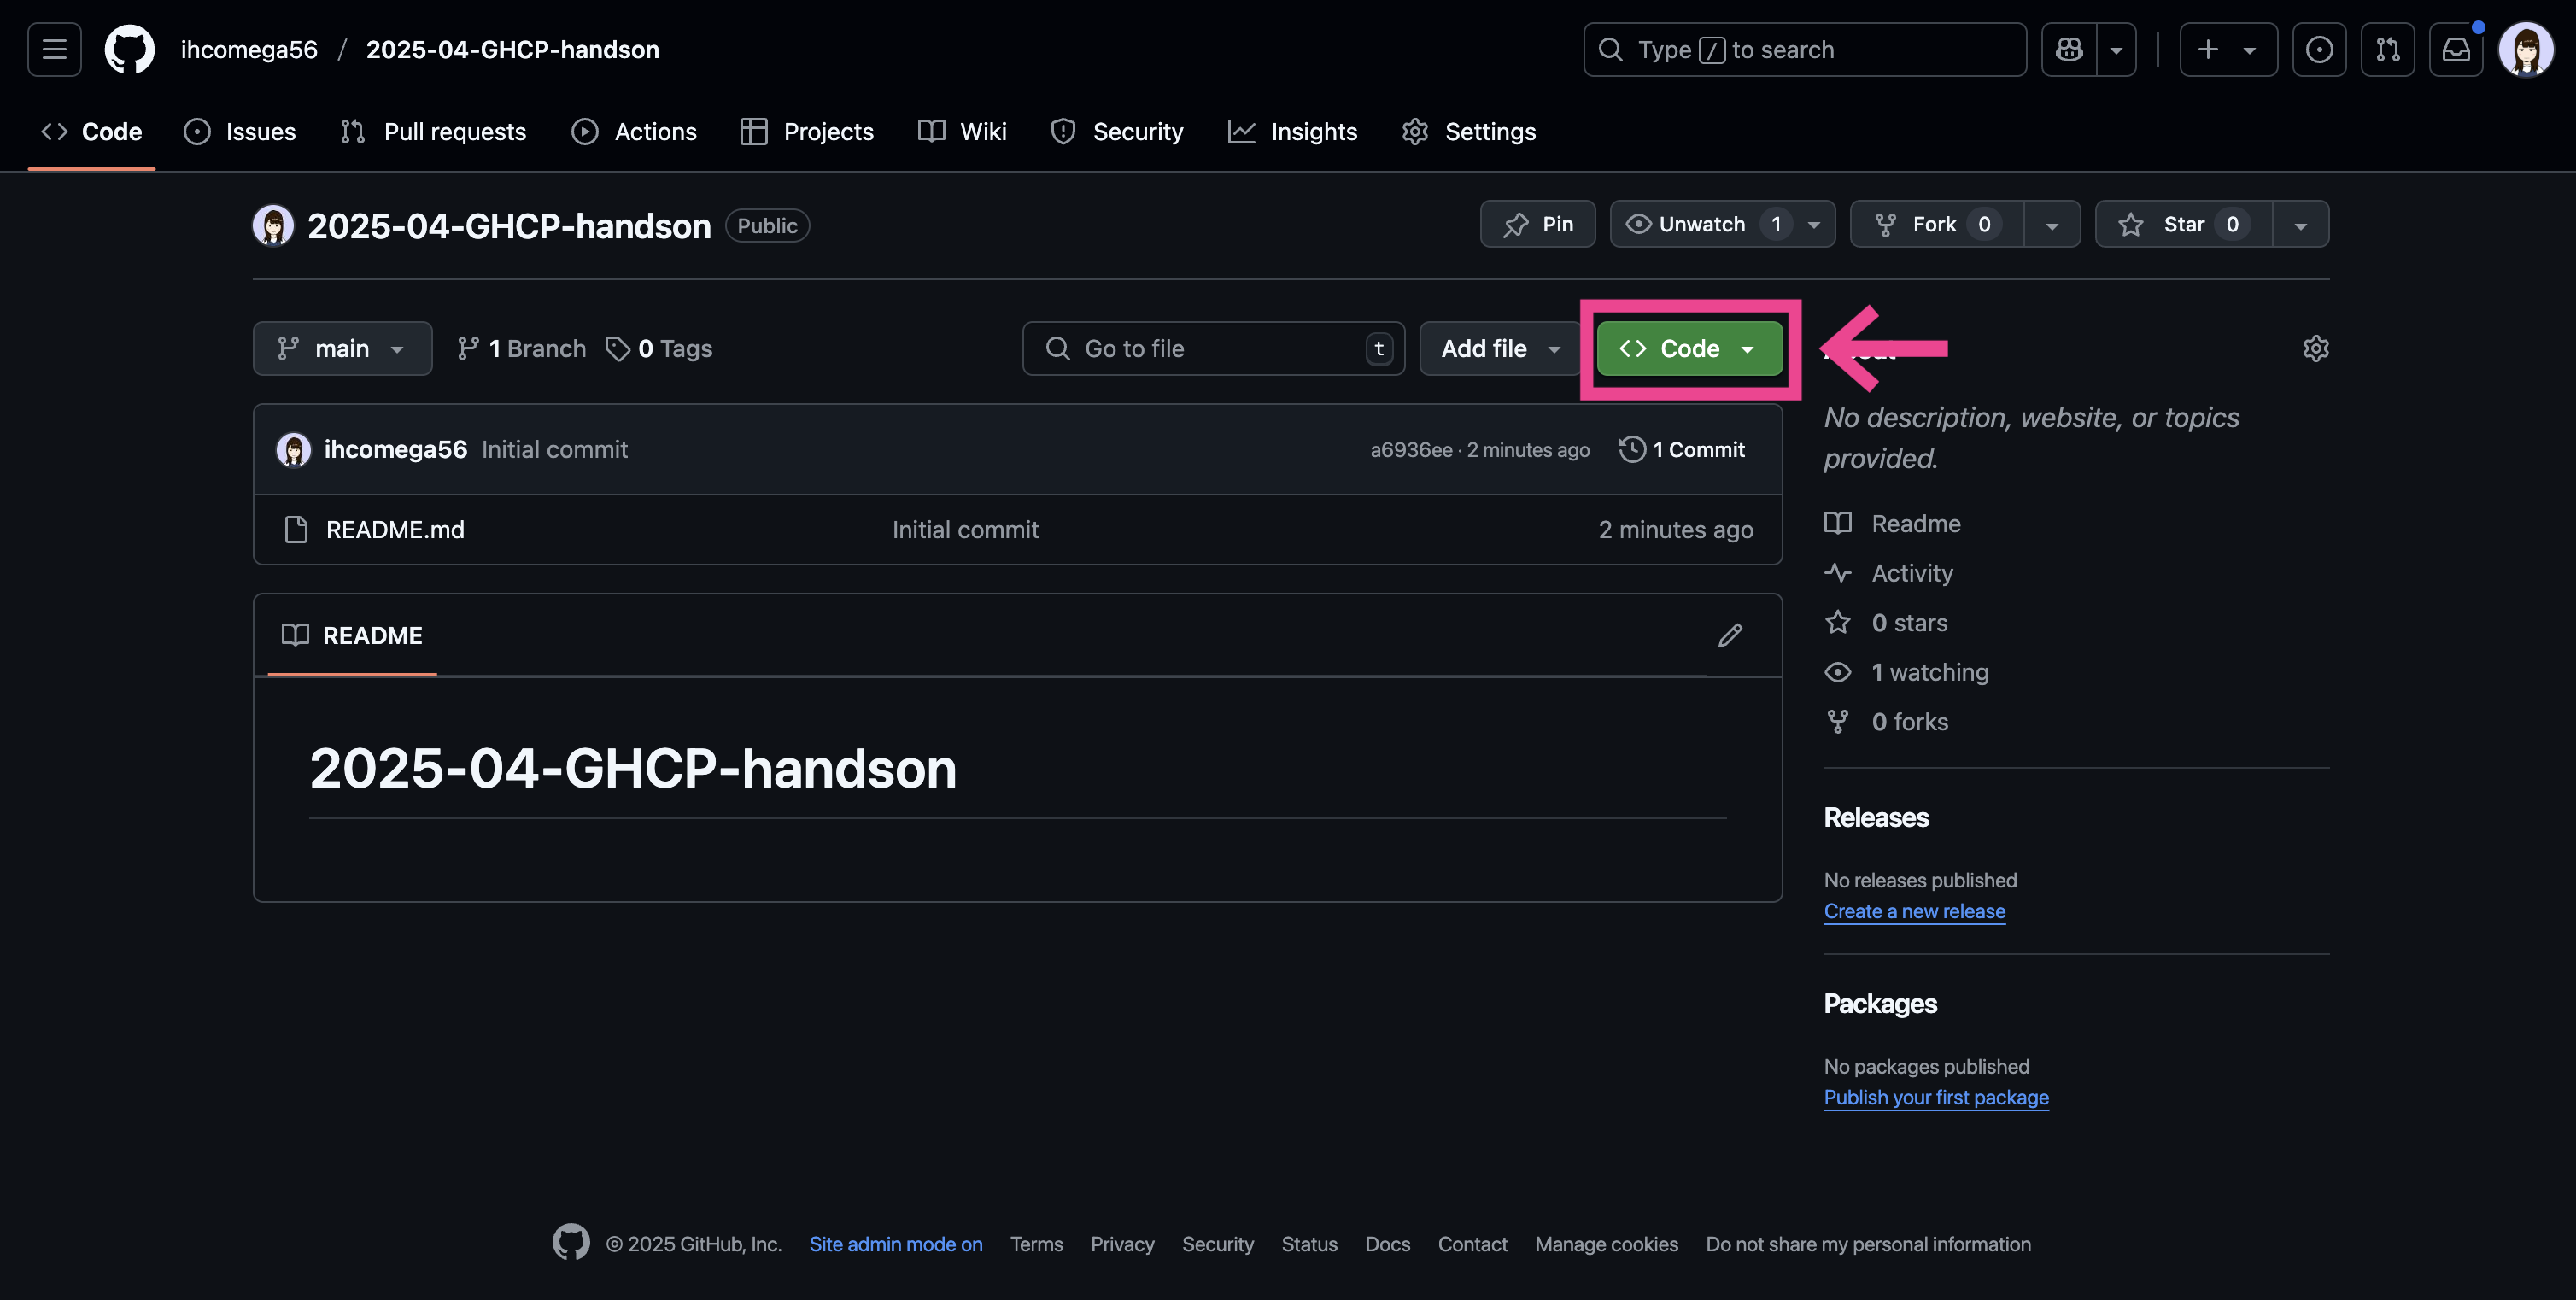 ihcomega56 / 2025-04-GHCP-handson
Type / to search
Code Issues Pull requests Actions Projects Wiki Security Insights Settings
2025-04-GHCP-handson Public
Pin Unwatch 1 Fork 0 Star 0
main 1 Branch 0 Tags
Go to file t Add file Code
ihcomega56 Initial commit a6936ee · 2 minutes ago 1 Commit
README.md Initial commit 2 minutes ago
README
2025-04-GHCP-handson
No description, website, or topics
provided.
Readme
Activity
0 stars
1 watching
0 forks
Releases
No releases published
Create a new release
Packages
No packages published
Publish your first package
© 2025 GitHub, Inc. Site admin mode on Terms Privacy Security Status Docs Contact Manage cookies Do not share my personal information